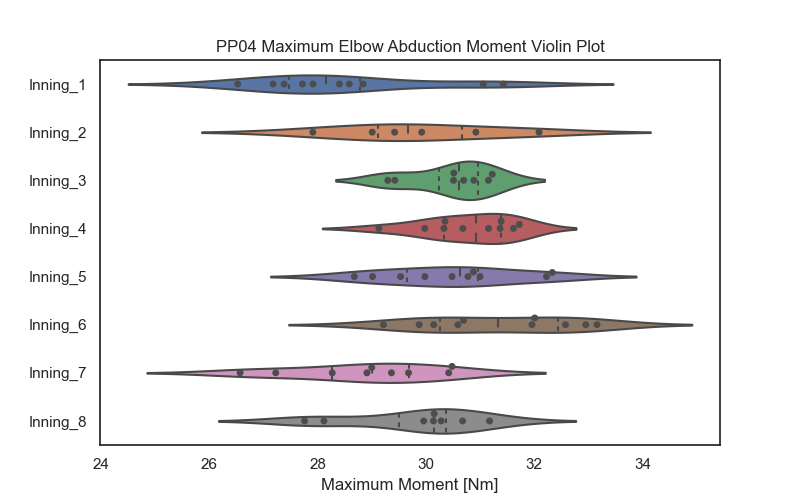 PP04 Maximum Elbow Abduction Moment Violin Plot
Inning_1
Inning_2
Inning_3
Inning_4
Inning_5
Inning_6
Inning_7
Inning_8
24 26 28 30 32 34
Maximum Moment [Nm]